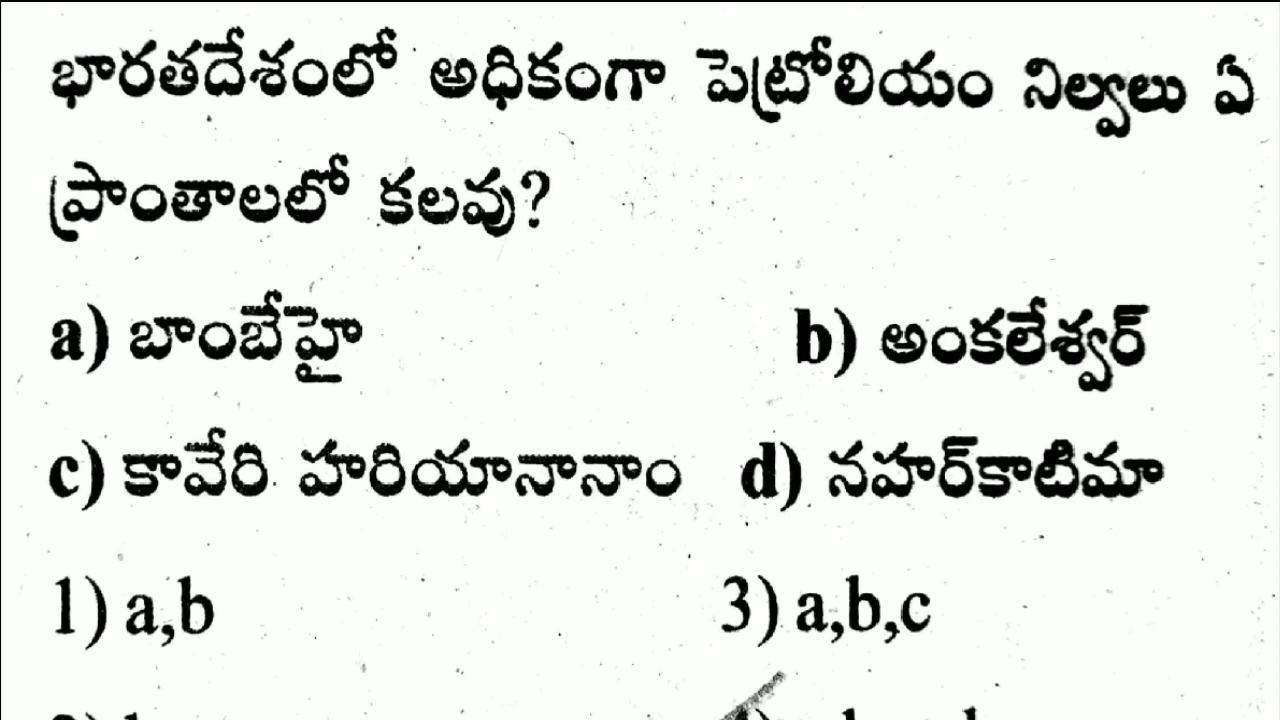 భారతదేశంలో అధికంగా పెట్రోలియం నిల్వలు ఏ
ప్రాంతాలలో కలవు?
a) బాంబేహై b) అంకలేశ్వర్
c) కావేరి హరియానానాం d) నహర్‌కాటిమా
1) a,b 3) a,b,c